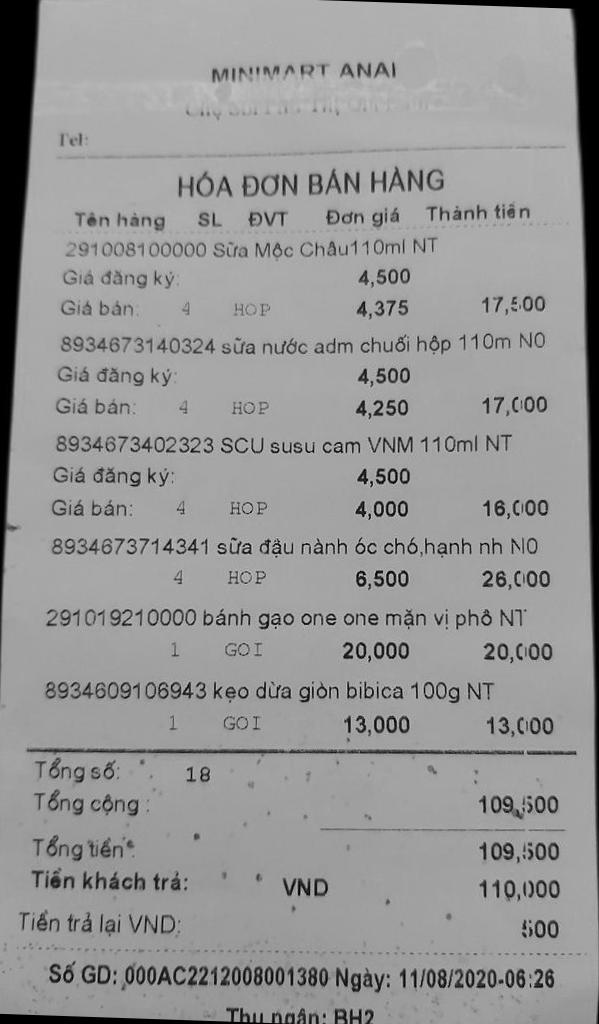 MINIMART ANAI
Tel:
HÓA ĐƠN BÁN HÀNG
Tên hàng SL ĐVT Đơn giá Thành tiền
291008100000 Sữa Mộc Châu110ml NT
Giá đăng ký: 4,500
Giá bán: 4 HOP 4,375 17,500
8934673140324 sữa nước adm chuối hộp 110m N0
Giá đăng ký: 4,500
Giá bán: 4 HOP 4,250 17,000
8934673402323 SCU susu cam VNM 110ml NT
Giá đăng ký: 4,500
Giá bán: 4 HOP 4,000 16,000
8934673714341 sữa đậu nành óc chó,hạnh nh N0
4 HOP 6,500 26,000
291019210000 bánh gạo one one mặn vị phô NT
1 GOI 20,000 20,000
8934609106943 kẹo dừa giòn bibica 100g NT
1 GOI 13,000 13,000
Tổng số: 18
Tổng cộng : 109,500
Tổng tiền: 109,500
Tiền khách trả: VND 110,000
Tiền trả lại VND: 500
Số GD: 000AC2212008001380 Ngày: 11/08/2020-06:26
Thu ngân: BH2